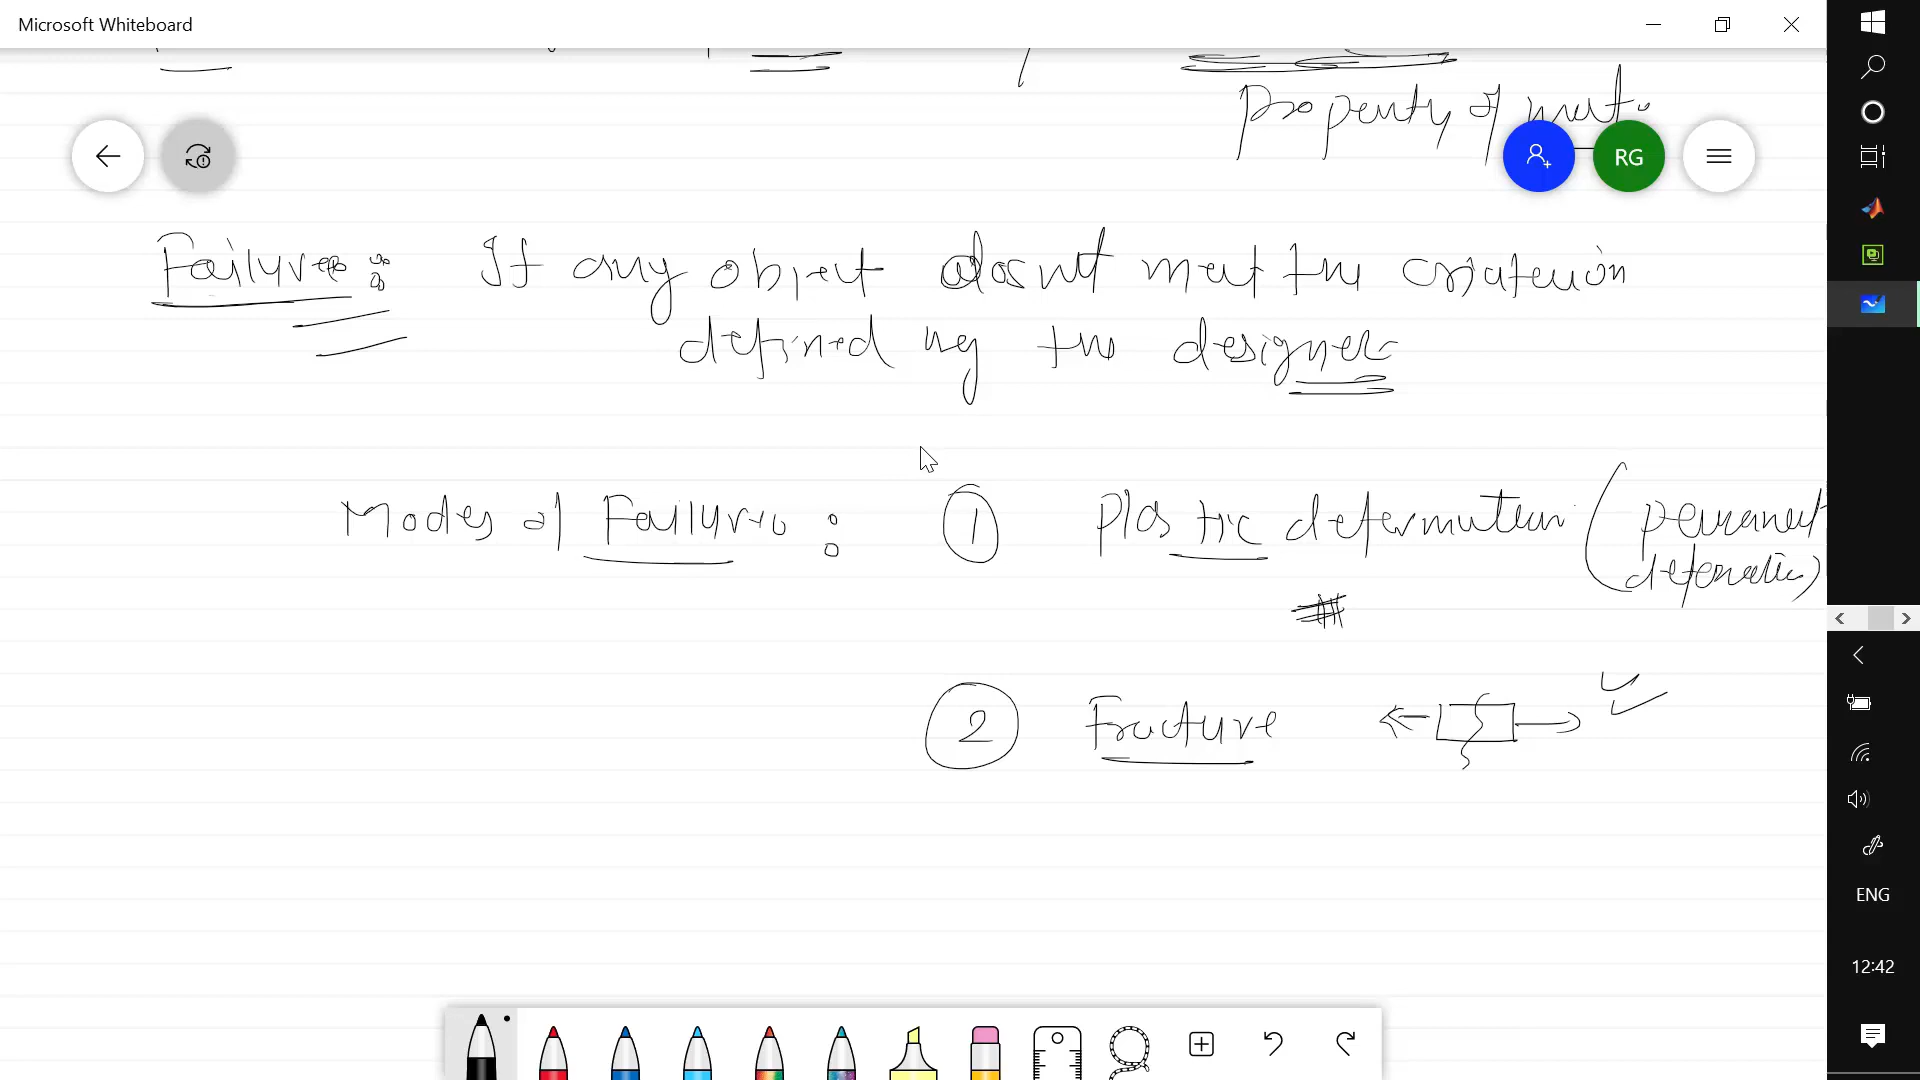 Microsoft Whiteboard
Property of mat.
RG
Failure: If any object doesnt meet the criaterion
defined by the designer
Modes of Failure: 1 Plastic deformation (permanent
deformation)
2 Fracture
ENG
12:42